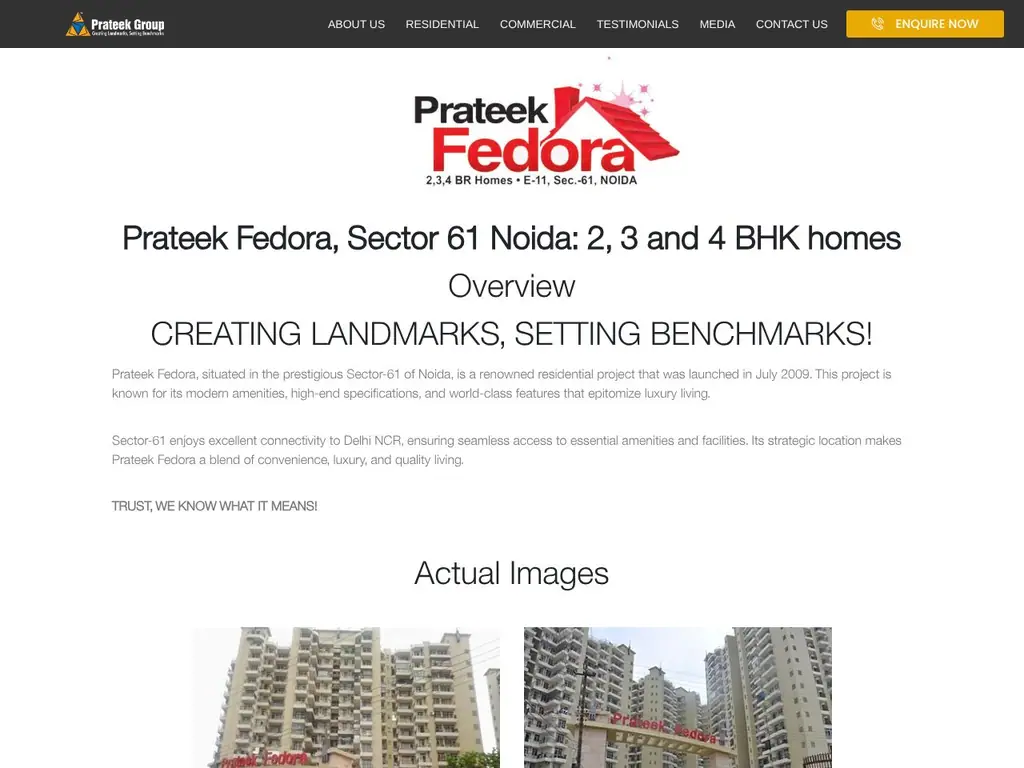 Prateek Group
Creating Landmarks, Setting Benchmarks
ABOUT US
RESIDENTIAL
COMMERCIAL
TESTIMONIALS
MEDIA
CONTACT US
ENQUIRE NOW
Prateek
Fedora
2,3,4 BR Homes • E-11, Sec.-61, NOIDA
Prateek Fedora, Sector 61 Noida: 2, 3 and 4 BHK homes
Overview
CREATING LANDMARKS, SETTING BENCHMARKS!
Prateek Fedora, situated in the prestigious Sector-61 of Noida, is a renowned residential project that was launched in July 2009. This project is
known for its modern amenities, high-end specifications, and world-class features that epitomize luxury living.
Sector-61 enjoys excellent connectivity to Delhi NCR, ensuring seamless access to essential amenities and facilities. Its strategic location makes
Prateek Fedora a blend of convenience, luxury, and quality living.
TRUST, WE KNOW WHAT IT MEANS!
Actual Images
Prateek Fedora
Prateek Fedora